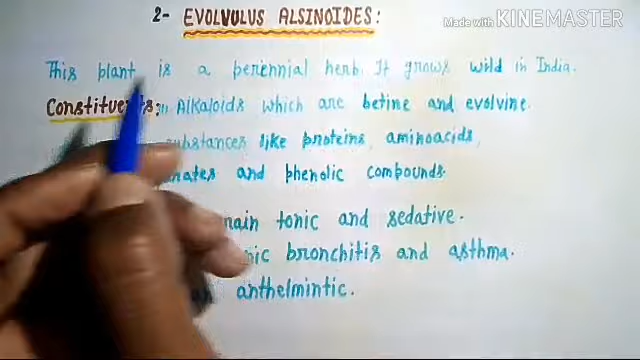 2- EVOLVULUS ALSINOIDES:
Made with KINEMASTER
This plant is a perennial herb. It grows wild in India.
Constituents: Alkaloids which are betine and evolvine.
substances like proteins, aminoacids,
and phenolic compounds.
tonic and sedative.
bronchitis and asthma.
anthelmintic.